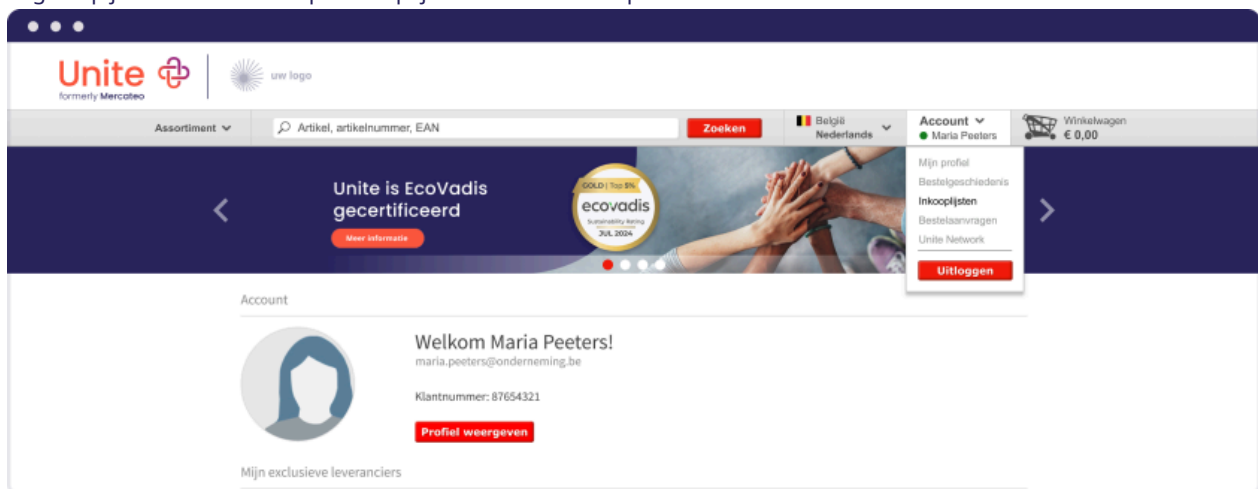 Unite
formerly Mercateo
uw logo
Assortiment
Artikel, artikelnummer, EAN
Zoeken
België
Nederlands
Account
Maria Peeters
Winkelwagen
€ 0,00
Mijn profiel
Bestelgeschiedenis
Inkooplijsten
Bestelaanvragen
Unite Network
Uitloggen
Unite is EcoVadis
gecertificeerd
Meer informatie
GOLD | Top 5%
ecovadis
Sustainability Rating
JUL 2024
Account
Welkom Maria Peeters!
maria.peeters@onderneming.be
Klantnummer: 87654321
Profiel weergeven
Mijn exclusieve leveranciers